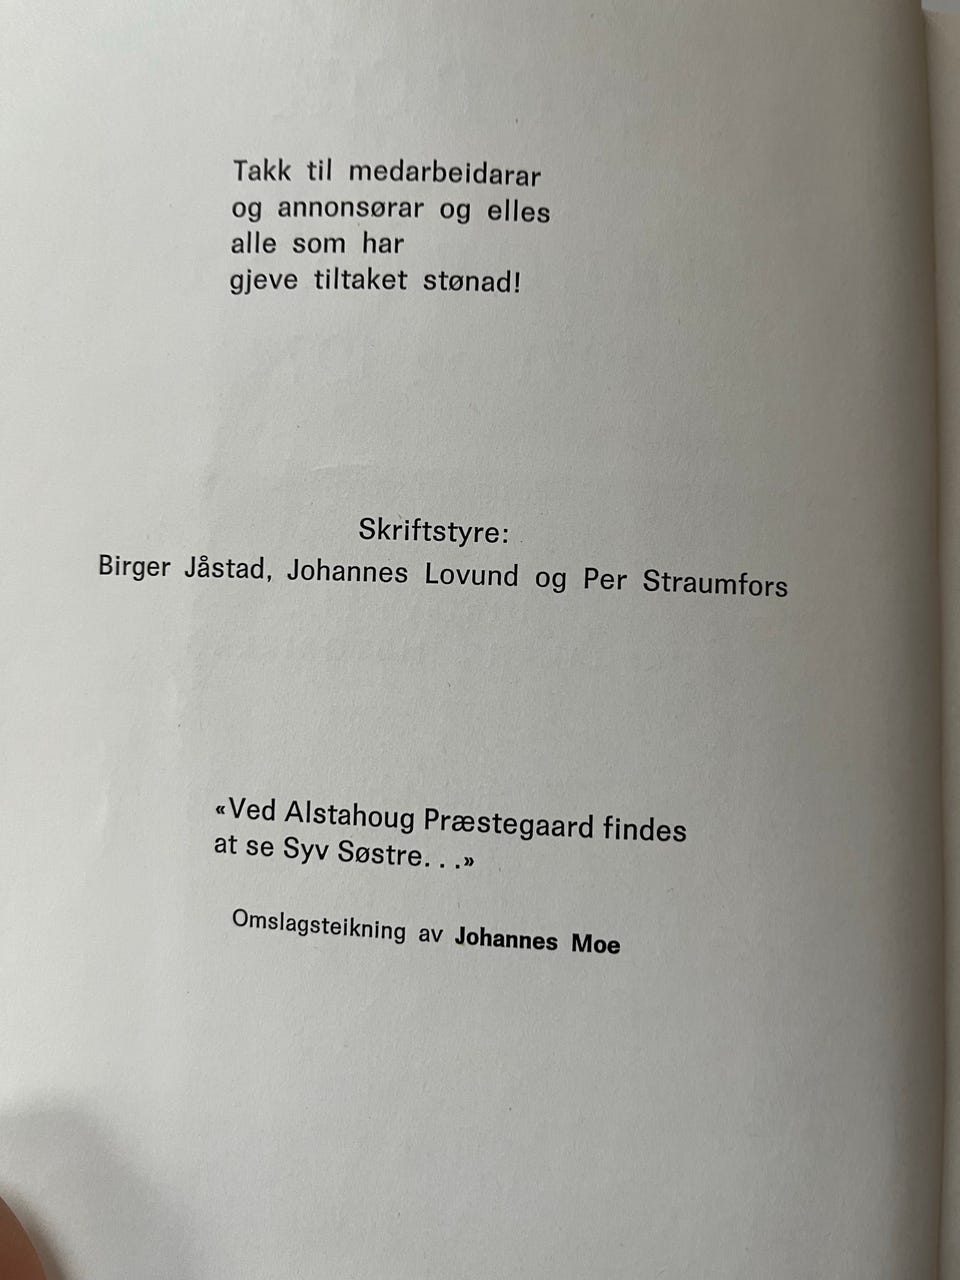 Takk til medarbeidarar
og annonsørar og elles
alle som har
gjeve tiltaket stønad!
Skriftstyre:
Birger Jåstad, Johannes Lovund og Per Straumfors
«Ved Alstahoug Præstegaard findes
at se Syv Søstre. . .»
Omslagsteikning av Johannes Moe